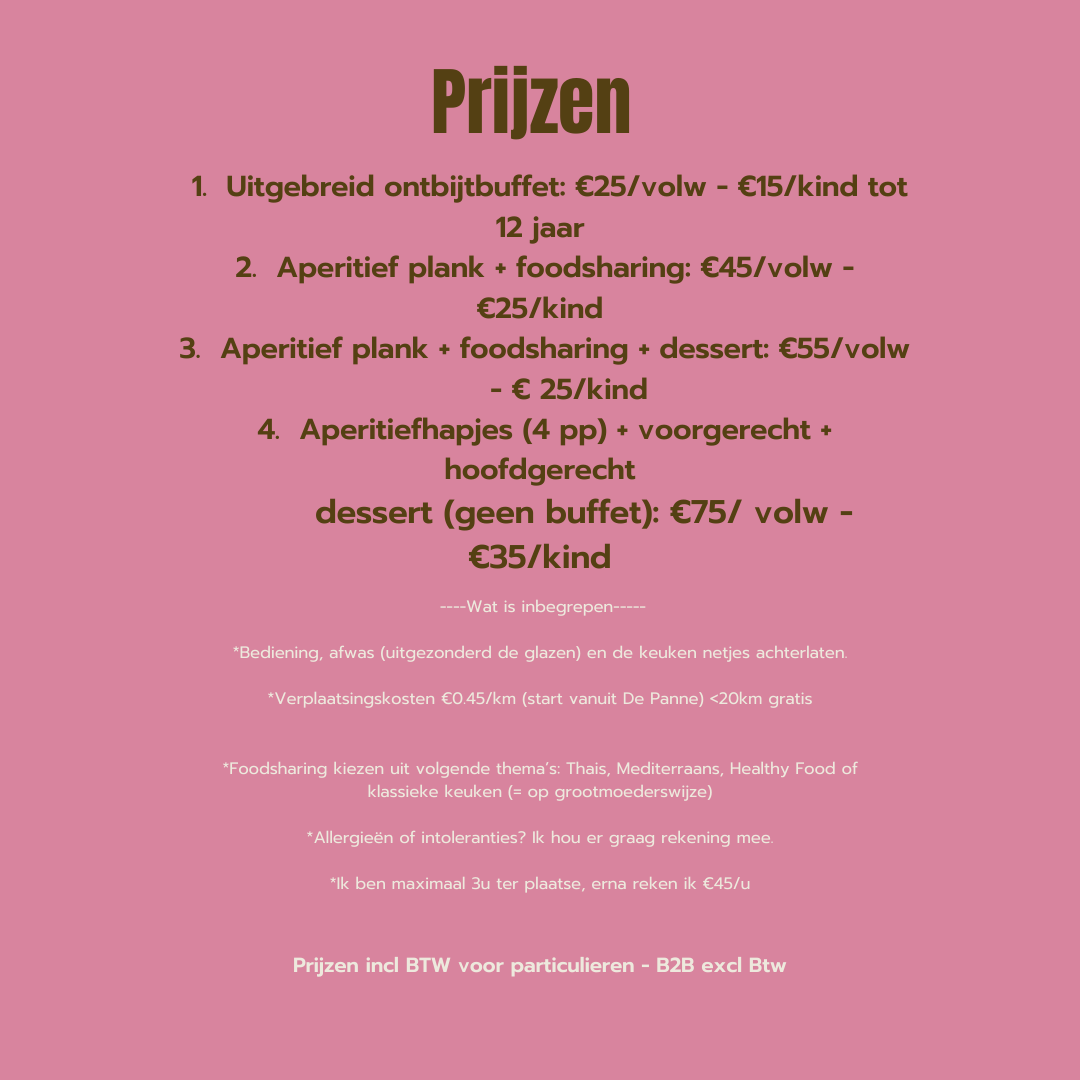 Prijzen
1. Uitgebreid ontbijtbuffet: €25/volw - €15/kind tot
12 jaar
2. Aperitief plank + foodsharing: €45/volw -
€25/kind
3. Aperitief plank + foodsharing + dessert: €55/volw
- € 25/kind
4. Aperitiefhapjes (4 pp) + voorgerecht +
hoofdgerecht
dessert (geen buffet): €75/ volw -
€35/kind
----Wat is inbegrepen-----
*Bediening, afwas (uitgezonderd de glazen) en de keuken netjes achterlaten.
*Verplaatsingskosten €0.45/km (start vanuit De Panne) <20km gratis
*Foodsharing kiezen uit volgende thema's: Thais, Mediterraans, Healthy Food of
klassieke keuken (= op grootmoederswijze)
*Allergieën of intoleranties? Ik hou er graag rekening mee.
*Ik ben maximaal 3u ter plaatse, erna reken ik €45/u
Prijzen incl BTW voor particulieren - B2B excl Btw